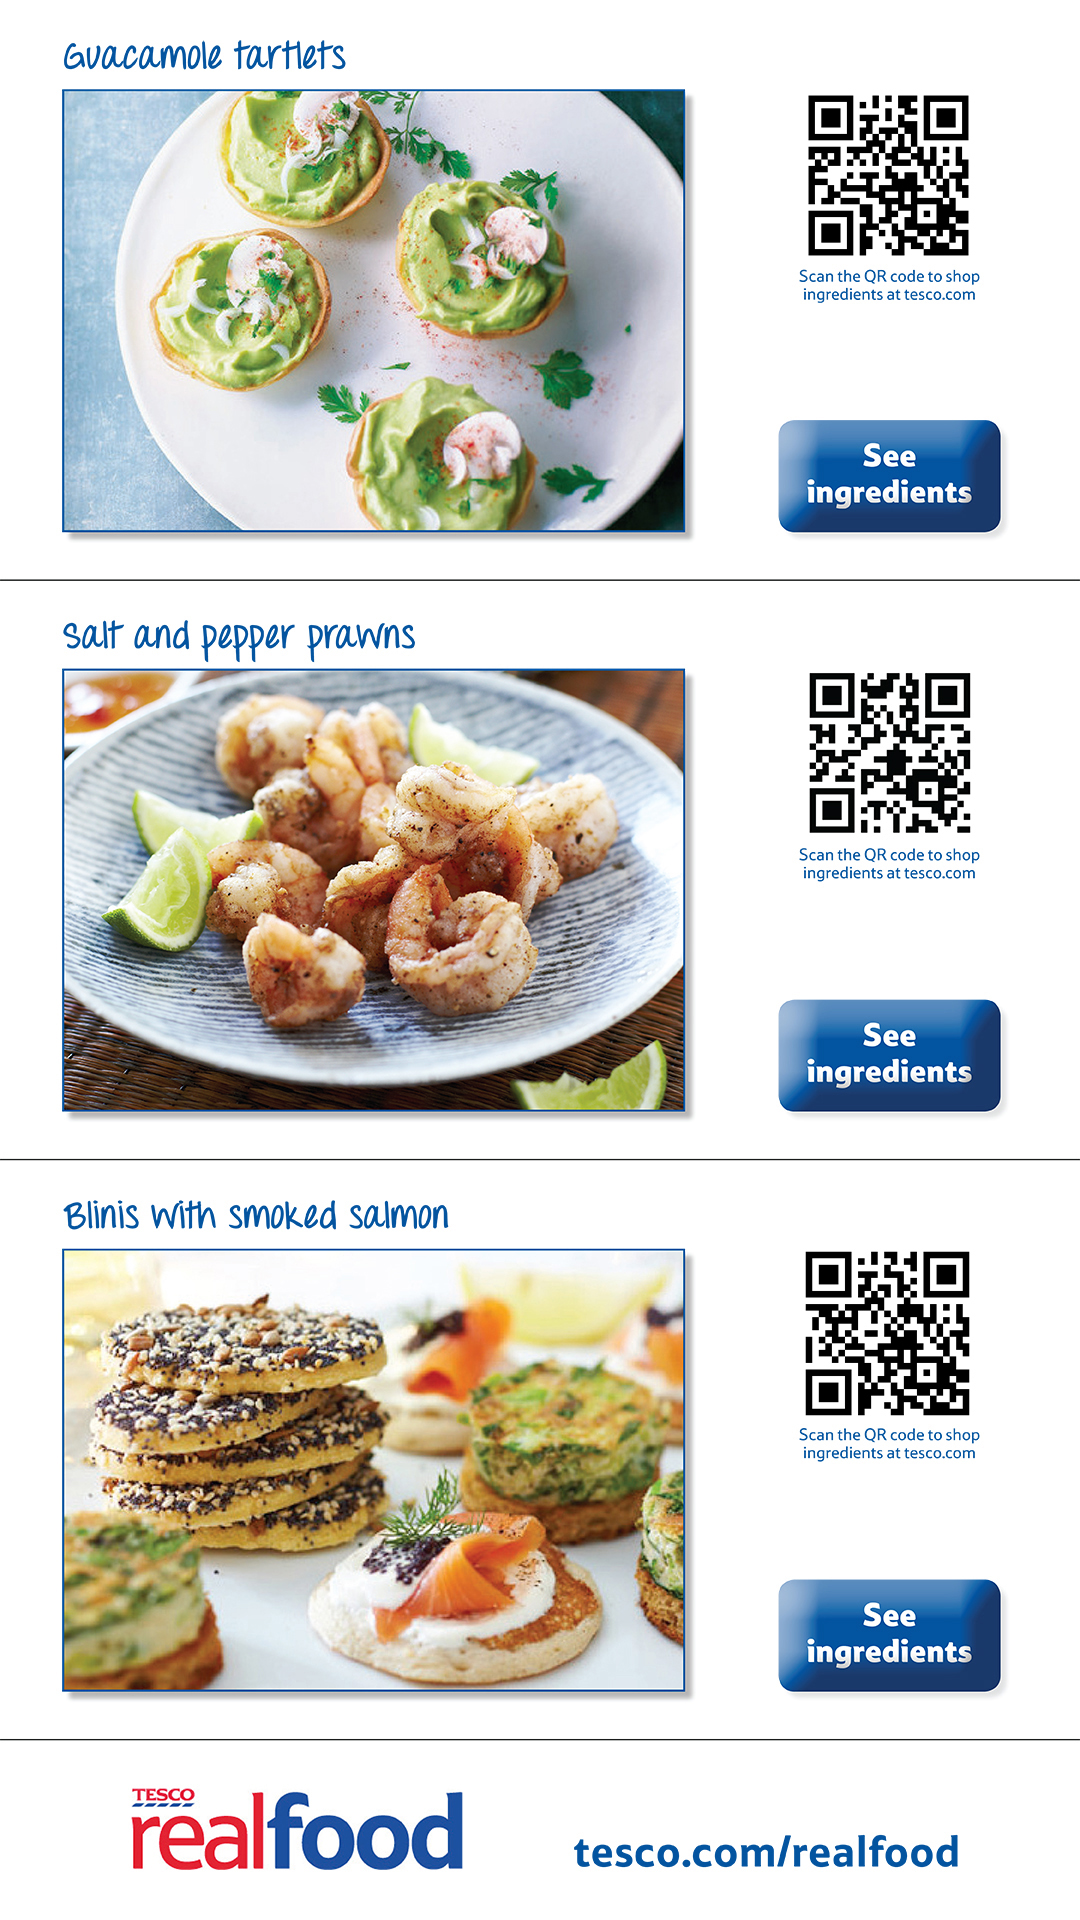 Guacamole tartlets
Scan the QR code to shop
ingredients at tesco.com
See
ingredients
Salt and pepper prawns
Scan the QR code to shop
ingredients at tesco.com
See
ingredients
Blinis with smoked salmon
Scan the QR code to shop
ingredients at tesco.com
See
ingredients
TESCO
realfood
tesco.com/realfood